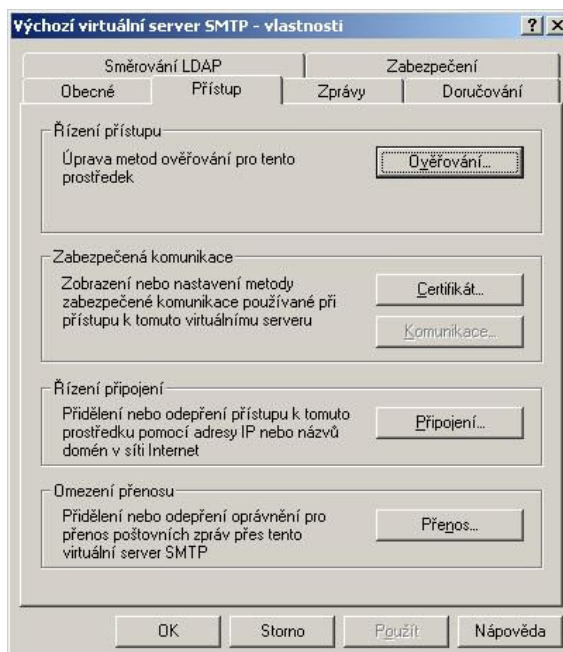 Výchozí virtuální server SMTP - vlastnosti
Směrování LDAP
Zabezpečení
Obecné
Přístup
Zprávy
Doručování
Řízení přístupu
Úprava metod ověřování pro tento
prostředek
Ověřování...
Zabezpečená komunikace
Zobrazení nebo nastavení metody
zabezpečené komunikace používané při
přístupu k tomuto virtuálnímu serveru
Certifikát...
Komunikace...
Řízení připojení
Přidělení nebo odepření přístupu k tomuto
prostředku pomocí adresy IP nebo názvů
domén v síti Internet
Připojení...
Omezení přenosu
Přidělení nebo odepření oprávnění pro
přenos poštovních zpráv přes tento
virtuální server SMTP
Přenos...
OK
Storno
Použít
Nápověda